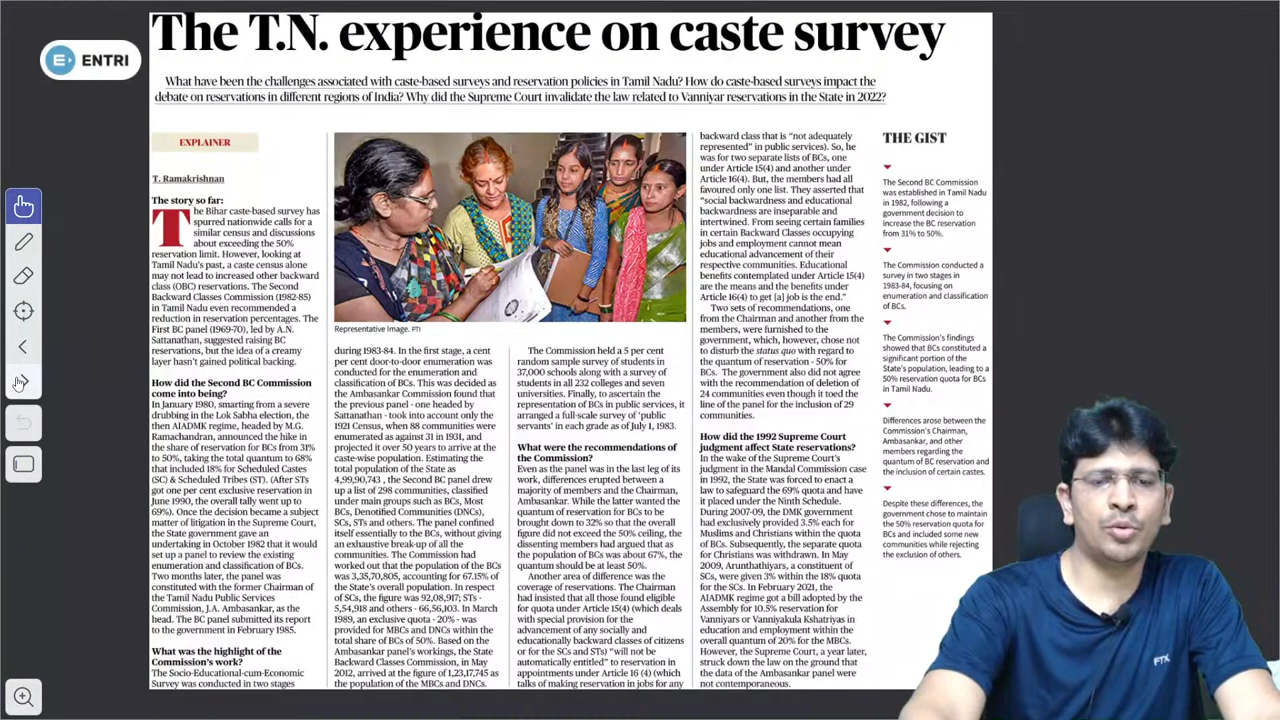 The T.N. experience on caste survey
ENTRI
What have been the challenges associated with caste-based surveys and reservation policies in Tamil Nadu? How do caste-based surveys impact the
debate on reservations in different regions of India? Why did the Supreme Court invalidate the law related to Vanniyar reservations in the State in 2022?
EXPLAINER
T. Ramakrishnan
The story so far:
The Bihar caste-based survey has
spurred nationwide calls for a
similar census and discussions
about exceeding the 50%
reservation limit. However, looking at
Tamil Nadu's past, a caste census alone
may not lead to increased other backward
class (OBC) reservations. The Second
Backward Classes Commission (1982-85)
in Tamil Nadu even recommended a
reduction in reservation percentages. The
First BC panel (1969-70), led by A.N.
Sattanathan, suggested raising BC
reservations, but the idea of a creamy
layer hasn't gained political backing.
How did the Second BC Commission
come into being?
In January 1980, smarting from a severe
drubbing in the Lok Sabha election, the
then AIADMK regime, headed by M.G.
Ramachandran, announced the hike in
the share of reservation for BCs from 31%
to 50%, taking the total quantum to 68%
that included 18% for Scheduled Castes
(SC) & Scheduled Tribes (ST). (After STs
got one per cent exclusive reservation in
June 1990, the overall tally went up to
69%). Once the decision became a subject
matter of litigation in the Supreme Court,
the State government gave an
undertaking in October 1982 that it would
set up a panel to review the existing
enumeration and classification of BCs.
Two months later, the panel was
constituted with the former Chairman of
the Tamil Nadu Public Services
Commission, J.A. Ambasankar, as the
head. The BC panel submitted its report
to the government in February 1985.
What was the highlight of the
Commission's work?
The Socio-Educational-cum-Economic
Survey was conducted in two stages
Representative Image. PTI
during 1983-84. In the first stage, a cent
per cent door-to-door enumeration was
conducted for the enumeration and
classification of BCs. This was decided as
the Ambasankar Commission found that
the previous panel - one headed by
Sattanathan - took into account only the
1921 Census, when 88 communities were
enumerated as against 31 in 1931, and
projected it over 50 years to arrive at the
caste-wise population. Estimating the
total population of the State as
4,99,90,743 , the Second BC panel drew
up a list of 298 communities, classified
under main groups such as BCs, Most
BCs, Denotified Communities (DNCs),
SCs, STs and others. The panel confined
itself essentially to the BCs, without giving
an exhaustive break-up of all the
communities. The Commission had
worked out that the population of the BCs
was 3,35,70,805, accounting for 67.15% of
the State's overall population. In respect
of SCs, the figure was 92,08,917; STs -
5,54,918 and others - 66,56,103. In March
1989, an exclusive quota - 20% - was
provided for MBCs and DNCs within the
total share of BCs of 50%. Based on the
Ambasankar panel's workings, the State
Backward Classes Commission, in May
2012, arrived at the figure of 1,23,17,745 as
the population of the MBCs and DNCs.
The Commission held a 5 per cent
random sample survey of students in
37,000 schools along with a survey of
students in all 232 colleges and seven
universities. Finally, to ascertain the
representation of BCs in public services, it
arranged a full-scale survey of 'public
servants' in each grade as of July 1, 1983.
What were the recommendations of
the Commission?
Even as the panel was in the last leg of its
work, differences erupted between a
majority of members and the Chairman,
Ambasankar. While the latter wanted the
quantum of reservation for BCs to be
brought down to 32% so that the overall
figure did not exceed the 50% ceiling, the
dissenting members had argued that as
the population of BCs was about 67%, the
quantum should be at least 50%.
Another area of difference was the
coverage of reservations. The Chairman
had insisted that all those found eligible
for quota under Article 15(4) (which deals
with special provision for the
advancement of any socially and
educationally backward classes of citizens
or for the SCs and STs) "will not be
automatically entitled" to reservation in
appointments under Article 16 (4) (which
talks of making reservation in jobs for any
backward class that is "not adequately
represented" in public services). So, he
was for two separate lists of BCs, one
under Article 15(4) and another under
Article 16(4). But, the members had all
favoured only one list. They asserted that
"social backwardness and educational
backwardness are inseparable and
intertwined. From seeing certain families
in certain Backward Classes occupying
jobs and employment cannot mean
educational advancement of their
respective communities. Educational
benefits contemplated under Article 15(4)
are the means and the benefits under
Article 16(4) to get [a] job is the end."
Two sets of recommendations, one
from the Chairman and another from the
members, were furnished to the
government, which, however, chose not
to disturb the status quo with regard to
the quantum of reservation - 50% for
BCs. The government also did not agree
with the recommendation of deletion of
24 communities even though it toed the
line of the panel for the inclusion of 29
communities.
How did the 1992 Supreme Court
judgment affect State reservations?
In the wake of the Supreme Court's
judgment in the Mandal Commission case
in 1992, the State was forced to enact a
law to safeguard the 69% quota and have
it placed under the Ninth Schedule.
During 2007-09, the DMK government
had exclusively provided 3.5% each for
Muslims and Christians within the quota
of BCs. Subsequently, the separate quota
for Christians was withdrawn. In May
2009, Arunthathiyars, a constituent of
SCs, were given 3% within the 18% quota
for the SCs. In February 2021, the
AIADMK regime got a bill adopted by the
Assembly for 10.5% reservation for
Vanniyars or Vanniyakula Kshatriyas in
education and employment within the
overall quantum of 20% for the MBCs.
However, the Supreme Court, a year later,
struck down the law on the ground that
the data of the Ambasankar panel were
not contemporaneous.
THE GIST
The Second BC Commission
was established in Tamil Nadu
in 1982, following a
government decision to
increase the BC reservation
from 31% to 50%.
The Commission conducted a
survey in two stages in
1983-84, focusing on
enumeration and classification
of BCs.
The Commission's findings
showed that BCs constituted a
significant portion of the
State's population, leading to a
50% reservation quota for BCs
in Tamil Nadu.
Differences arose between the
Commission's Chairman,
Ambasankar, and other
members regarding the
quantum of BC reservation and
the inclusion of certain castes.
Despite these differences, the
government chose to maintain
the 50% reservation quota for
BCs and included some new
communities while rejecting
the exclusion of others.
FTX